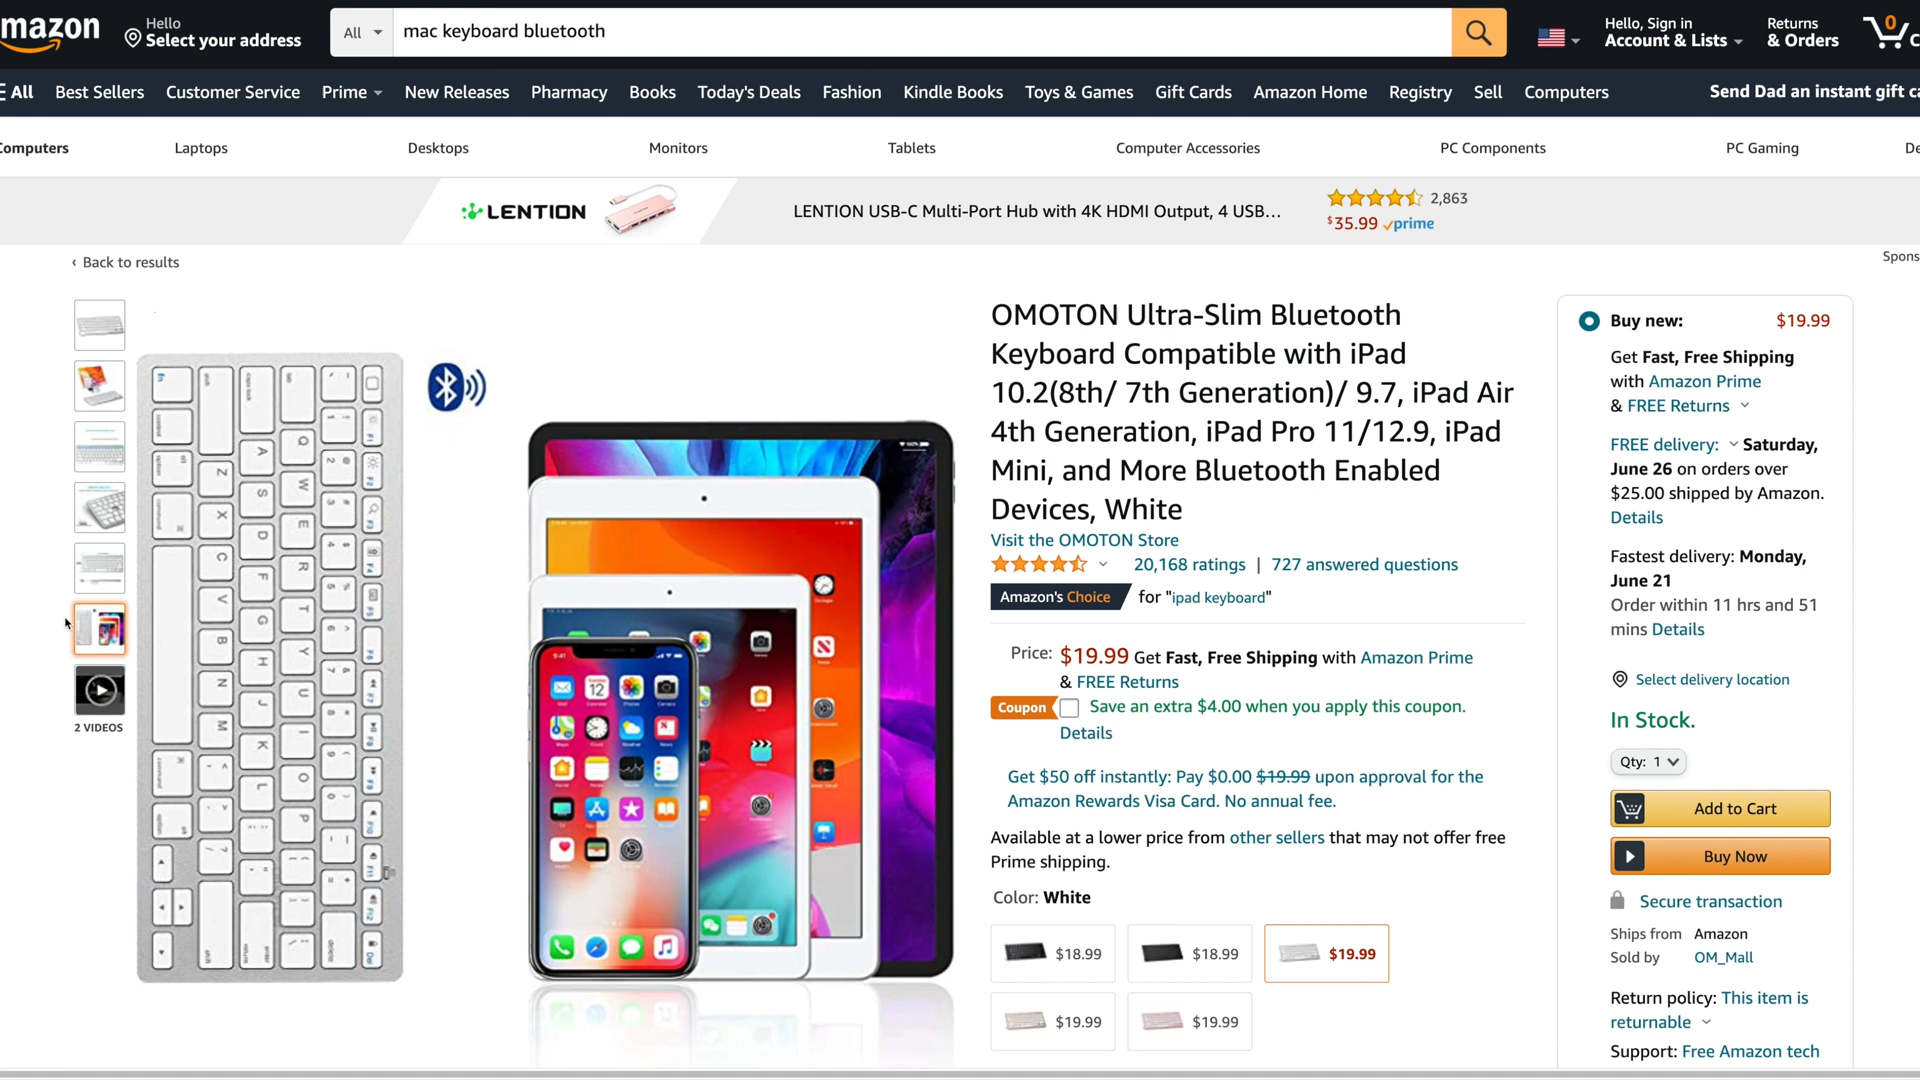 mazon
Hello
Select your address
All
mac keyboard bluetooth
Hello, Sign in
Account & Lists
Returns
& Orders
0
All
Best Sellers
Customer Service
Prime
New Releases
Pharmacy
Books
Today's Deals
Fashion
Kindle Books
Toys & Games
Gift Cards
Amazon Home
Registry
Sell
Computers
Send Dad an instant gift ca
Computers
Laptops
Desktops
Monitors
Tablets
Computer Accessories
PC Components
PC Gaming
De
LENTION
LENTION USB-C Multi-Port Hub with 4K HDMI Output, 4 USB...
2,863
$35.99 prime
‹ Back to results
Spons
2 VIDEOS
OMOTON Ultra-Slim Bluetooth
Keyboard Compatible with iPad
10.2(8th/ 7th Generation)/ 9.7, iPad Air
4th Generation, iPad Pro 11/12.9, iPad
Mini, and More Bluetooth Enabled
Devices, White
Visit the OMOTON Store
20,168 ratings | 727 answered questions
Amazon's Choice for "ipad keyboard"
Price: $19.99 Get Fast, Free Shipping with Amazon Prime
& FREE Returns
Coupon Save an extra $4.00 when you apply this coupon.
Details
Get $50 off instantly: Pay $0.00 $19.99 upon approval for the
Amazon Rewards Visa Card. No annual fee.
Available at a lower price from other sellers that may not offer free
Prime shipping.
Color: White
$18.99
$18.99
$19.99
$19.99
$19.99
Buy new: $19.99
Get Fast, Free Shipping
with Amazon Prime
& FREE Returns
FREE delivery: Saturday,
June 26 on orders over
$25.00 shipped by Amazon.
Details
Fastest delivery: Monday,
June 21
Order within 11 hrs and 51
mins Details
Select delivery location
In Stock.
Qty: 1
Add to Cart
Buy Now
Secure transaction
Ships from Amazon
Sold by OM_Mall
Return policy: This item is
returnable
Support: Free Amazon tech